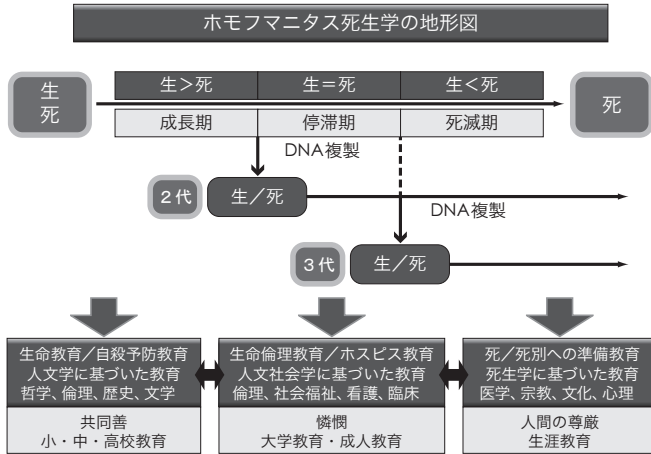 ホモフマニタス死生学の地形図
生
死
生>死
生=死
生<死
死
成長期
停滞期
死滅期
DNA複製
2代
生/死
DNA複製
3代
生/死
生命教育/自殺予防教育
人文学に基づいた教育
哲学、倫理、歴史、文学
共同善
小・中・高校教育
生命倫理教育/ホスピス教育
人文社会学に基づいた教育
倫理、社会福祉、看護、臨床
憐憫
大学教育・成人教育
死/死別への準備教育
死生学に基づいた教育
医学、宗教、文化、心理
人間の尊厳
生涯教育